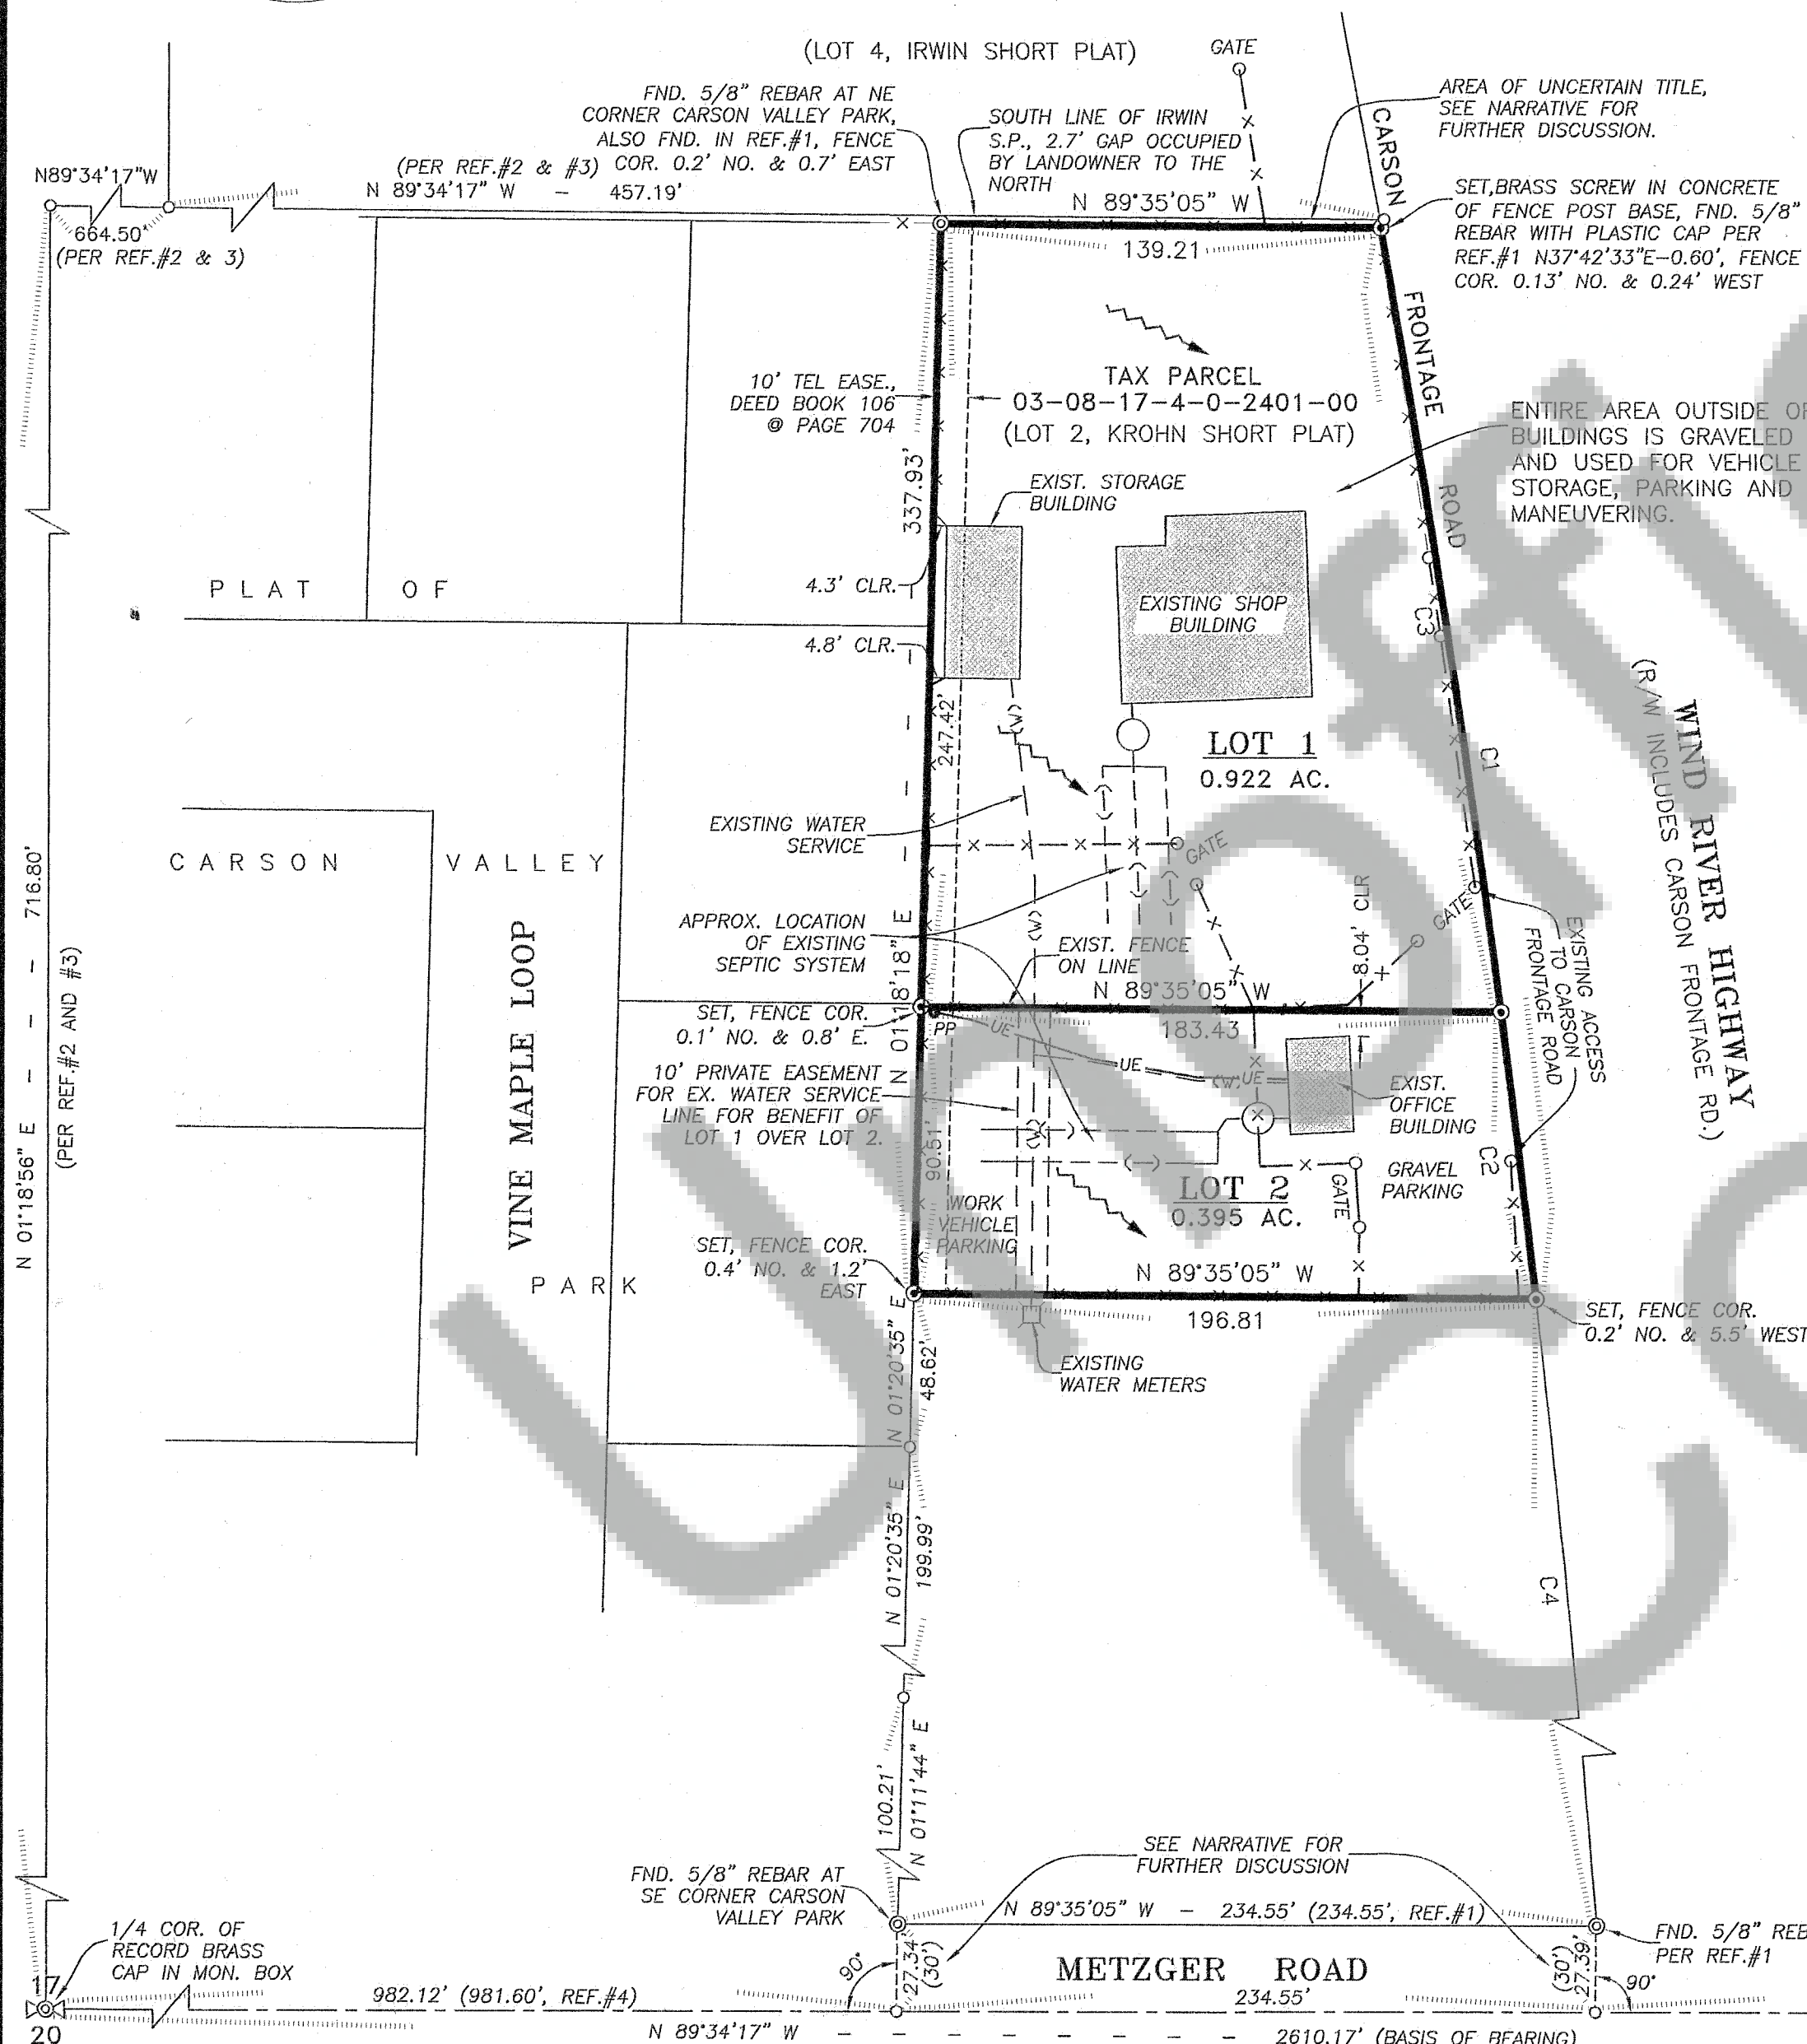 (LOT 4, IRWIN SHORT PLAT)
GATE
FND. 5/8" REBAR AT NE
CORNER CARSON VALLEY PARK,
ALSO FND. IN REF.#1, FENCE
COR. 0.2' NO. & 0.7' EAST
SOUTH LINE OF IRWIN
S.P., 2.7' GAP OCCUPIED
BY LANDOWNER TO THE
NORTH
AREA OF UNCERTAIN TITLE,
SEE NARRATIVE FOR
FURTHER DISCUSSION.
N89°34'17"W
664.50'
(PER REF.#2 & 3)
(PER REF.#2 & #3)
N 89°34'17" W - 457.19'
N 89°35'05" W
139.21
SET,BRASS SCREW IN CONCRETE
OF FENCE POST BASE, FND. 5/8"
REBAR WITH PLASTIC CAP PER
REF.#1 N37°42'33"E-0.60', FENCE
COR. 0.13' NO. & 0.24' WEST
CARSON
FRONTAGE
ROAD
10' TEL EASE.,
DEED BOOK 106
@ PAGE 704
TAX PARCEL
03-08-17-4-0-2401-00
(LOT 2, KROHN SHORT PLAT)
ENTIRE AREA OUTSIDE OF
BUILDINGS IS GRAVELED
AND USED FOR VEHICLE
STORAGE, PARKING AND
MANEUVERING.
337.93'
EXIST. STORAGE
BUILDING
4.3' CLR.
EXISTING SHOP
BUILDING
4.8' CLR.
C3
PLAT OF
247.42'
(W)
LOT 1
0.922 AC.
C1
WIND RIVER HIGHWAY
(R/W INCLUDES CARSON FRONTAGE RD.)
EXISTING WATER
SERVICE
GATE
CARSON VALLEY
716.80'
N 01°18'56" E
(PER REF.#2 AND #3)
VINE MAPLE LOOP
APPROX. LOCATION
OF EXISTING
SEPTIC SYSTEM
(W)
EXIST. FENCE
ON LINE
8.04' CLR
GATE
EXISTING ACCESS
TO CARSON
FRONTAGE ROAD
N 01°18'18" E
N 89°35'05" W
183.43
SET, FENCE COR.
0.1' NO. & 0.8' E.
PP
UE
UE
(W)
UE
10' PRIVATE EASEMENT
FOR EX. WATER SERVICE
LINE FOR BENEFIT OF
LOT 1 OVER LOT 2.
EXIST.
OFFICE
BUILDING
(W)
90.51'
C2
GRAVEL
PARKING
LOT 2
0.395 AC.
GATE
WORK
VEHICLE
PARKING
SET, FENCE COR.
0.4' NO. & 1.2'
EAST
PARK
N 89°35'05" W
196.81
SET, FENCE COR.
0.2' NO. & 5.5' WEST
EXISTING
WATER METERS
N 01°20'35" E
48.62'
N 01°20'35" E
199.99'
C4
100.21'
N 01°11'44" E
SEE NARRATIVE FOR
FURTHER DISCUSSION
FND. 5/8" REBAR AT
SE CORNER CARSON
VALLEY PARK
N 89°35'05" W - 234.55' (234.55', REF.#1)
FND. 5/8" REB
PER REF.#1
1/4 COR. OF
RECORD BRASS
CAP IN MON. BOX
90°
27.34'
(30')
METZGER ROAD
(30')
27.39'
90°
17
20
982.12' (981.60', REF.#4)
234.55'
N 89°34'17" W - - - - - - - - 2610.17' (BASIS OF BEARING)